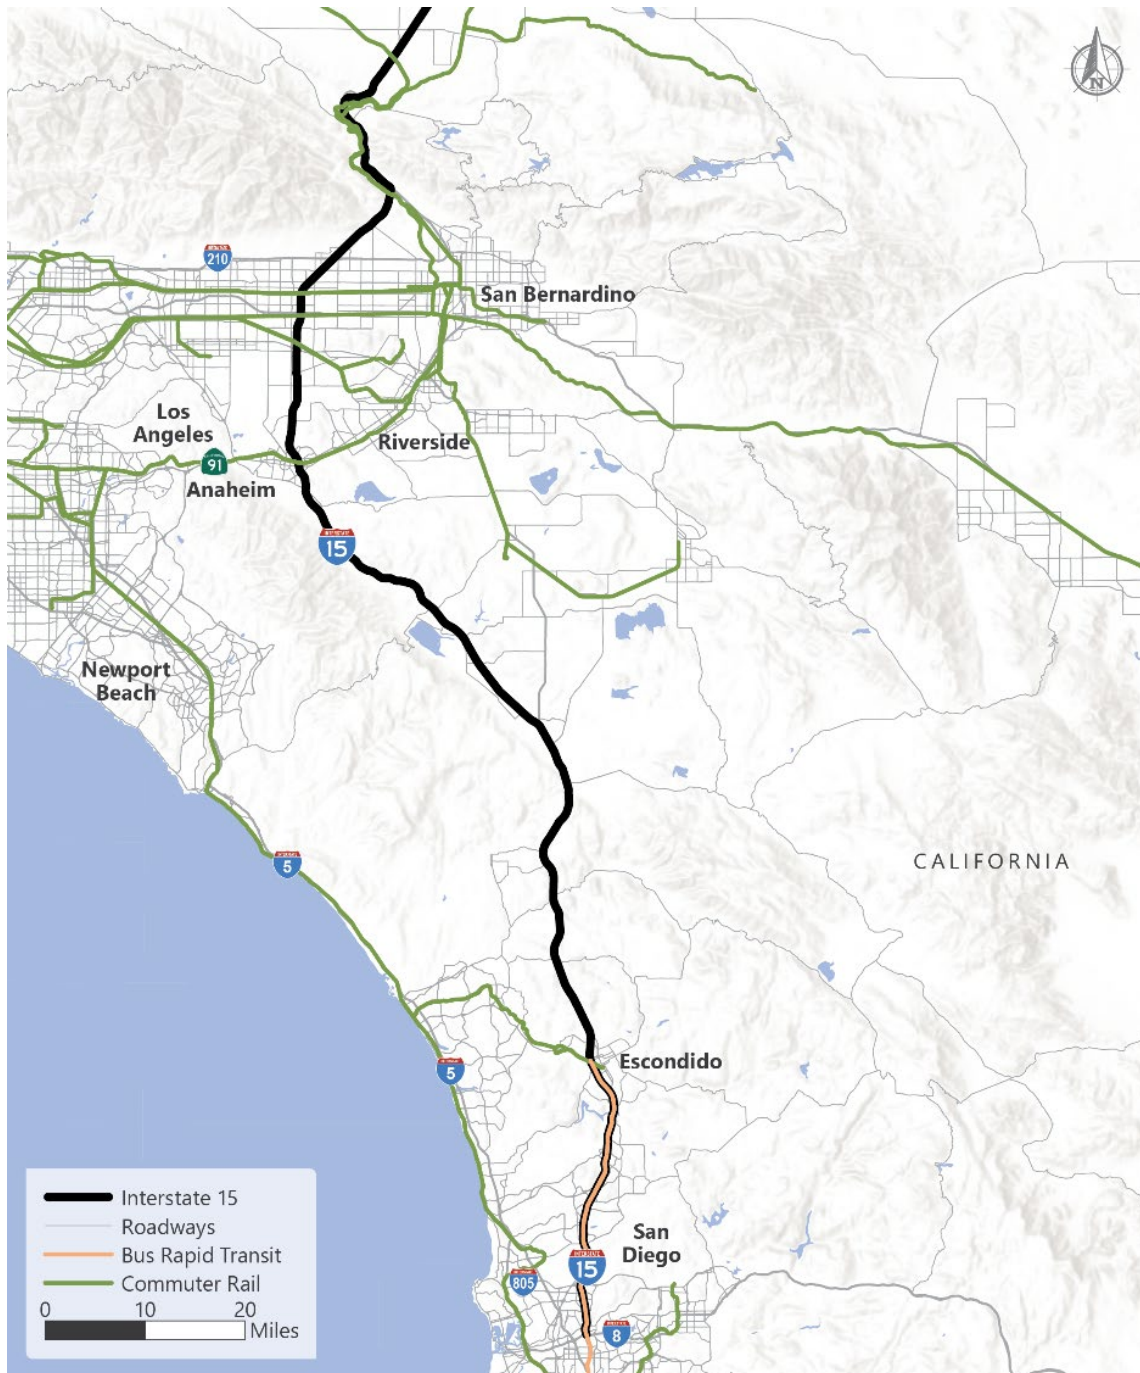 N
210
San Bernardino
Los
Angeles
91
Riverside
Anaheim
15
Newport
Beach
5
CALIFORNIA
5
Escondido
San
Diego
15
805
8
Interstate 15
Roadways
Bus Rapid Transit
Commuter Rail
0 10 20
Miles